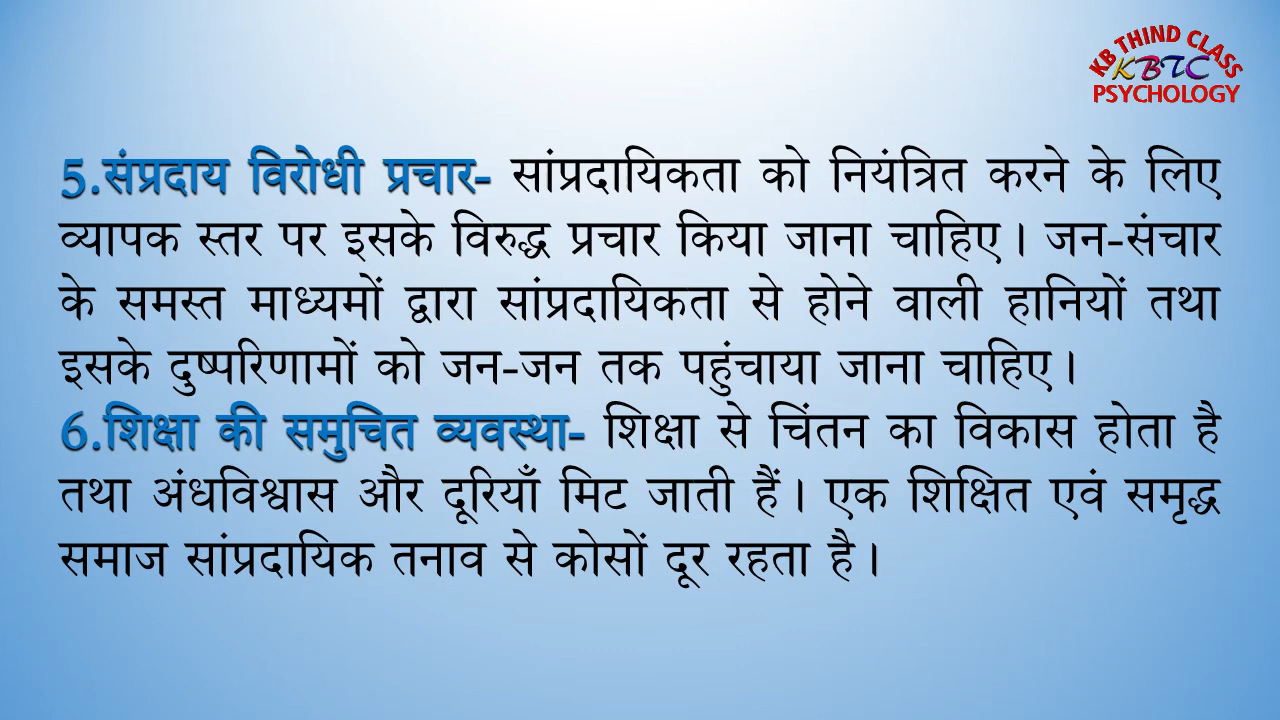 KB THIND CLASS
KBTC
PSYCHOLOGY
5.संप्रदाय विरोधी प्रचार- सांप्रदायिकता को नियंत्रित करने के लिए
व्यापक स्तर पर इसके विरुद्ध प्रचार किया जाना चाहिए। जन-संचार
के समस्त माध्यमों द्वारा सांप्रदायिकता से होने वाली हानियों तथा
इसके दुष्परिणामों को जन-जन तक पहुंचाया जाना चाहिए।
6.शिक्षा की समुचित व्यवस्था- शिक्षा से चिंतन का विकास होता है
तथा अंधविश्वास और दूरियाँ मिट जाती हैं। एक शिक्षित एवं समृद्ध
समाज सांप्रदायिक तनाव से कोसों दूर रहता है।